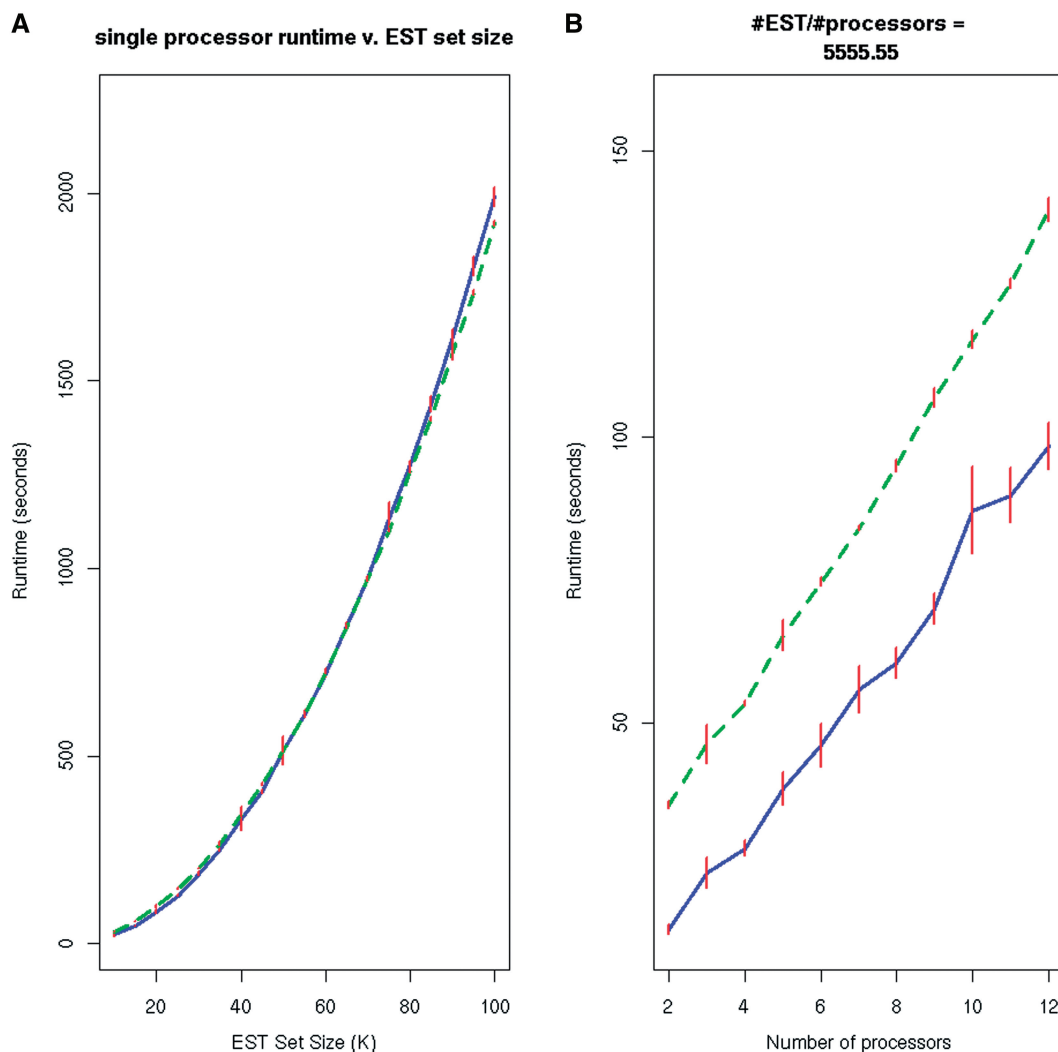 A
single processor runtime v. EST set size
2000
1500
1000
500
0
Runtime (seconds)
20 40 60 80 100
EST Set Size (K)
B
#EST/#processors =
5555.55
150
100
50
Runtime (seconds)
2 4 6 8 10 12
Number of processors